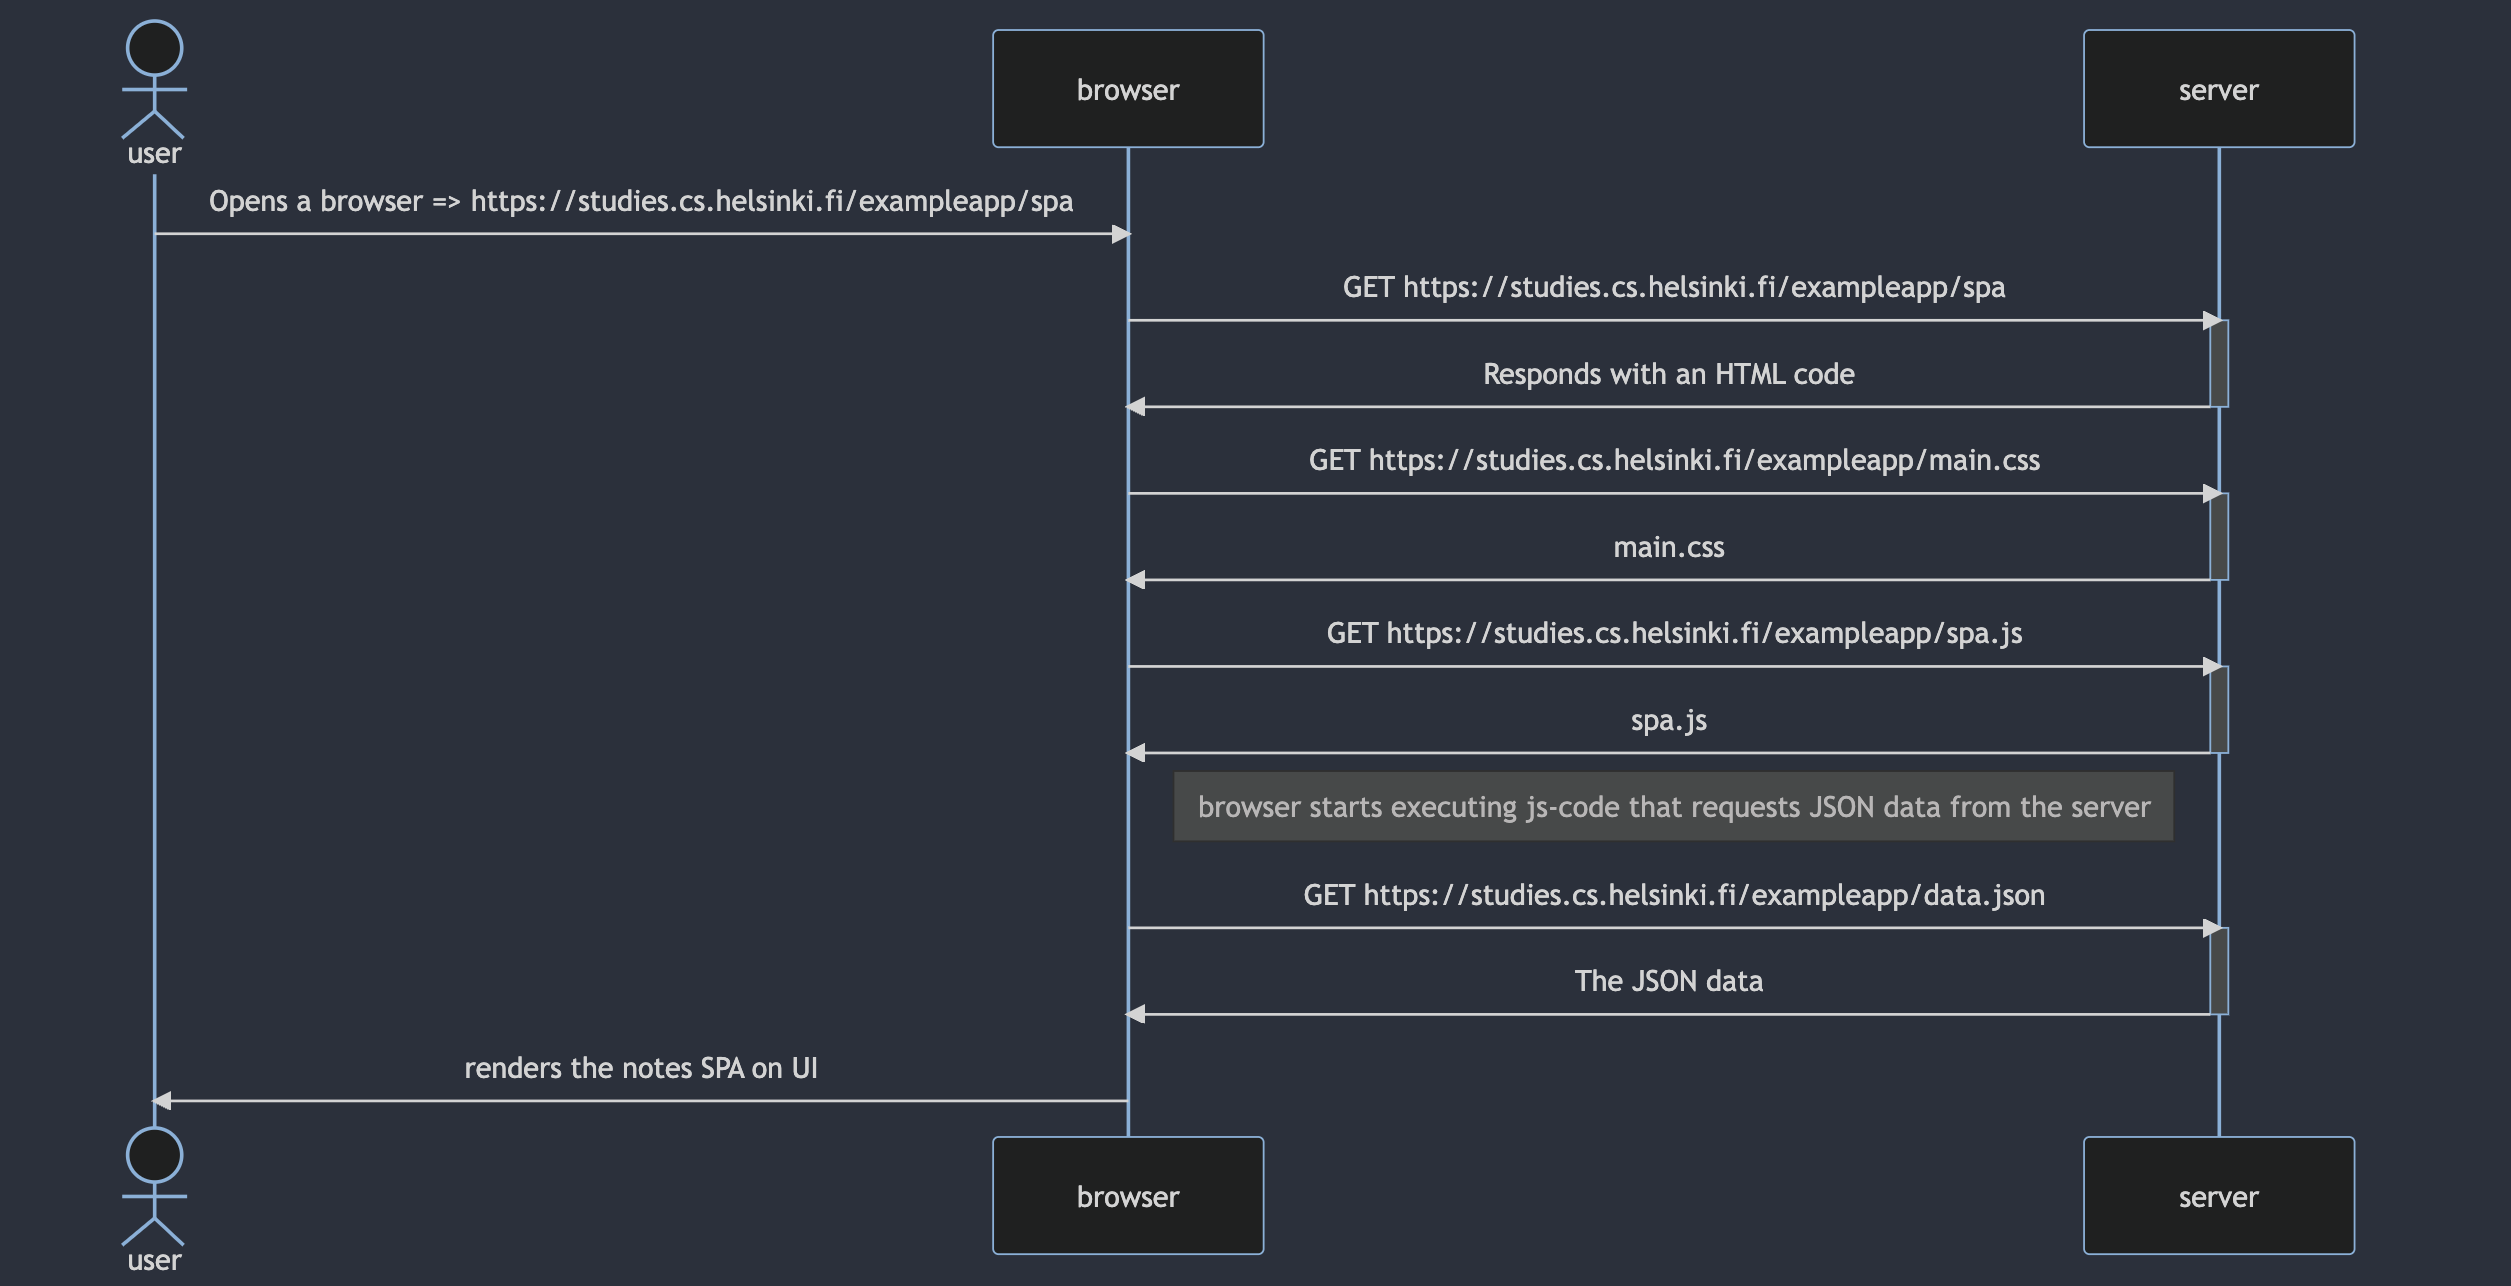 browser
server
user
Opens a browser => https://studies.cs.helsinki.fi/exampleapp/spa
GET https://studies.cs.helsinki.fi/exampleapp/spa
Responds with an HTML code
GET https://studies.cs.helsinki.fi/exampleapp/main.css
main.css
GET https://studies.cs.helsinki.fi/exampleapp/spa.js
spa.js
browser starts executing js-code that requests JSON data from the server
GET https://studies.cs.helsinki.fi/exampleapp/data.json
The JSON data
renders the notes SPA on UI
browser
server
user